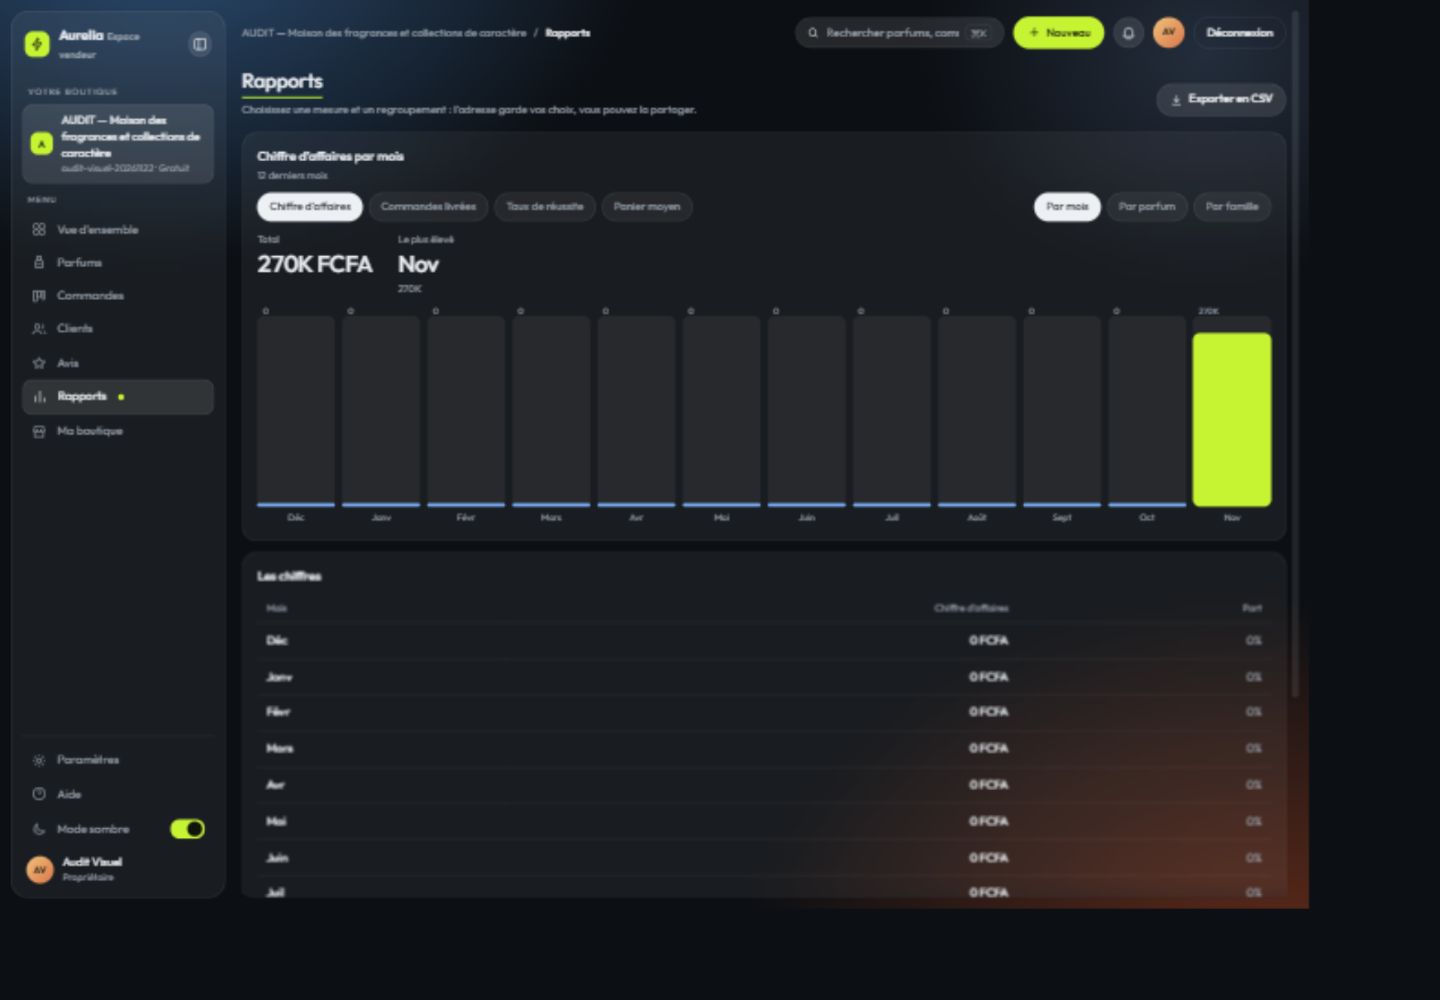 Aurelia Espace vendeur
VOTRE BOUTIQUE
A
AUDIT — Maison des
fragrances et collections de
caractère
audit-visuel-20261122 · Gratuit
MENU
Vue d'ensemble
Parfums
Commandes
Clients
Avis
Rapports
Ma boutique
Paramètres
Aide
Mode sombre
AV
Audit Visuel
Propriétaire
AUDIT — Maison des fragrances et collections de caractère / Rapports
Rechercher parfums, com ⌘K
+ Nouveau
AV
Déconnexion
Rapports
Choisissez une mesure et un regroupement : l'adresse garde vos choix, vous pouvez la partager.
Exporter en CSV
Chiffre d'affaires par mois
12 derniers mois
Chiffre d'affaires Commandes livrées Taux de réussite Panier moyen
Par mois Par parfum Par famille
Total Le plus élevé
270K FCFA Nov
270K
0 0 0 0 0 0 0 0 0 0 0 270K
Déc Janv Févr Mars Avr Mai Juin Juil Août Sept Oct Nov
Les chiffres
Mois Chiffre d'affaires Part
Déc 0 FCFA 0%
Janv 0 FCFA 0%
Févr 0 FCFA 0%
Mars 0 FCFA 0%
Avr 0 FCFA 0%
Mai 0 FCFA 0%
Juin 0 FCFA 0%
Juil 0 FCFA 0%